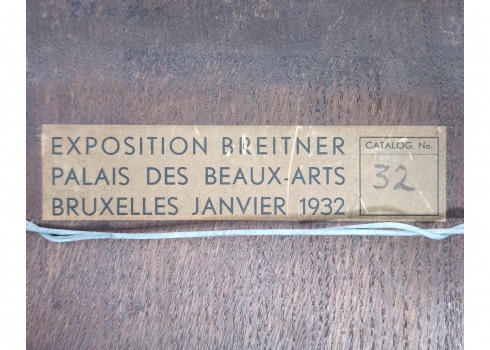 EXPOSITION BREITNER
PALAIS DES BEAUX-ARTS
BRUXELLES JANVIER 1932
CATALOG. No.
32